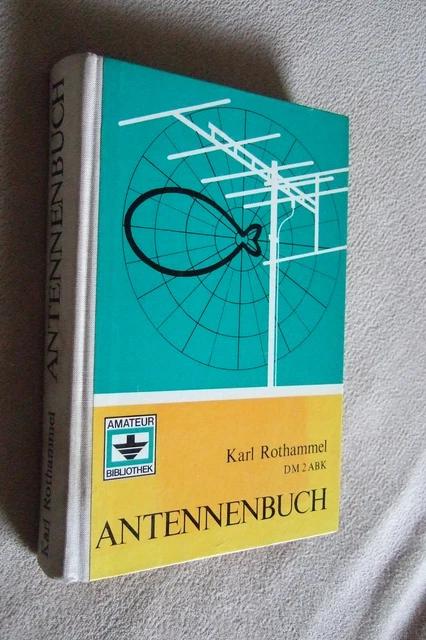 Karl Rothammel ANTENNENBUCH
AMATEUR
BIBLIOTHEK
Karl Rothammel
DM 2 ABK
ANTENNENBUCH